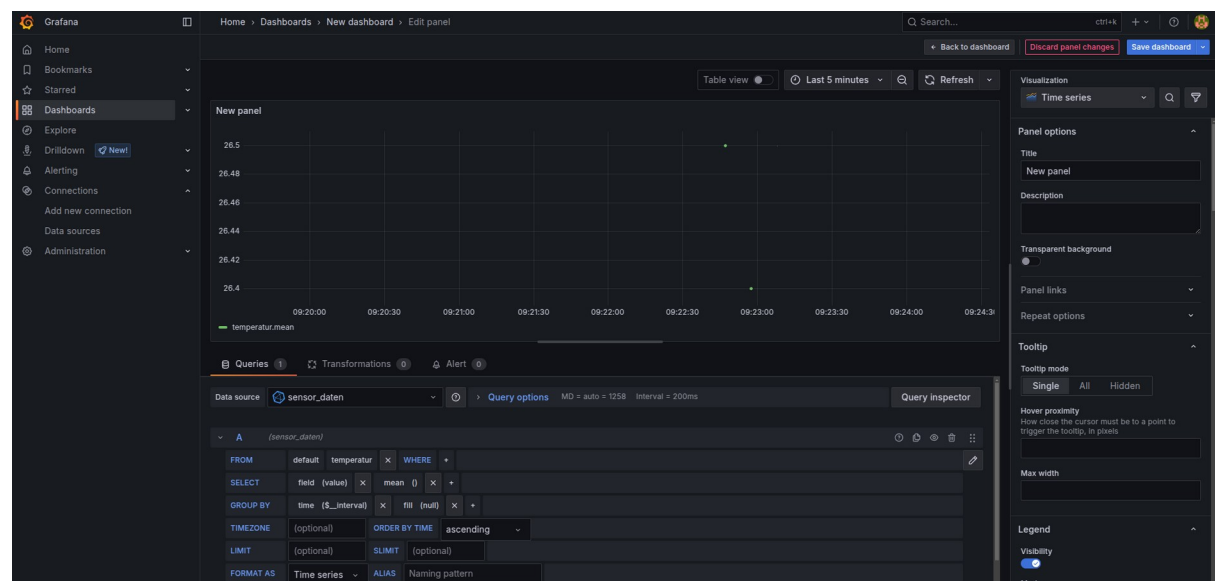 Grafana
Home › Dashboards › New dashboard › Edit panel
Search...
ctrl+k
← Back to dashboard
Discard panel changes
Save dashboard
Home
Bookmarks
Starred
Dashboards
Explore
Drilldown New!
Alerting
Connections
Add new connection
Data sources
Administration
Table view
Last 5 minutes
Refresh
New panel
26.5
26.48
26.46
26.44
26.42
26.4
09:20:00 09:20:30 09:21:00 09:21:30 09:22:00 09:22:30 09:23:00 09:23:30 09:24:00 09:24:3
temperatur.mean
Queries 1 Transformations 0 Alert 0
Data source sensor_daten Query options MD = auto = 1258 Interval = 200ms Query inspector
A (sensor_daten)
FROM default temperatur WHERE +
SELECT field (value) mean () +
GROUP BY time ($__interval) fill (null) +
TIMEZONE (optional) ORDER BY TIME ascending
LIMIT (optional) SLIMIT (optional)
FORMAT AS Time series ALIAS Naming pattern
Visualization
Time series
Panel options
Title
New panel
Description
Transparent background
Panel links
Repeat options
Tooltip
Tooltip mode
Single All Hidden
Hover proximity
How close the cursor must be to a point to
trigger the tooltip, in pixels
Max width
Legend
Visibility